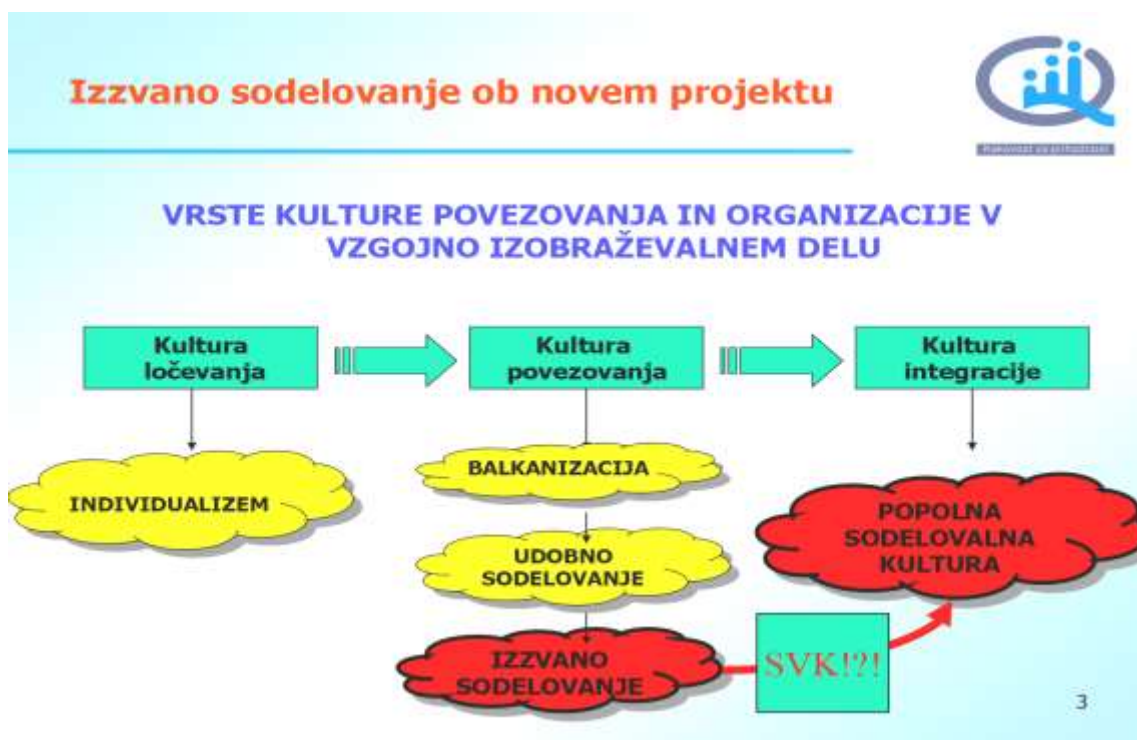 Izzvano sodelovanje ob novem projektu
VRSTE KULTURE POVEZOVANJA IN ORGANIZACIJE V
VZGOJNO IZOBRAŽEVALNEM DELU
Kultura
ločevanja
Kultura
povezovanja
Kultura
integracije
INDIVIDUALIZEM
BALKANIZACIJA
UDOBNO
SODELOVANJE
IZZVANO
SODELOVANJE
POPOLNA
SODELOVALNA
KULTURA
SVK!?!
3